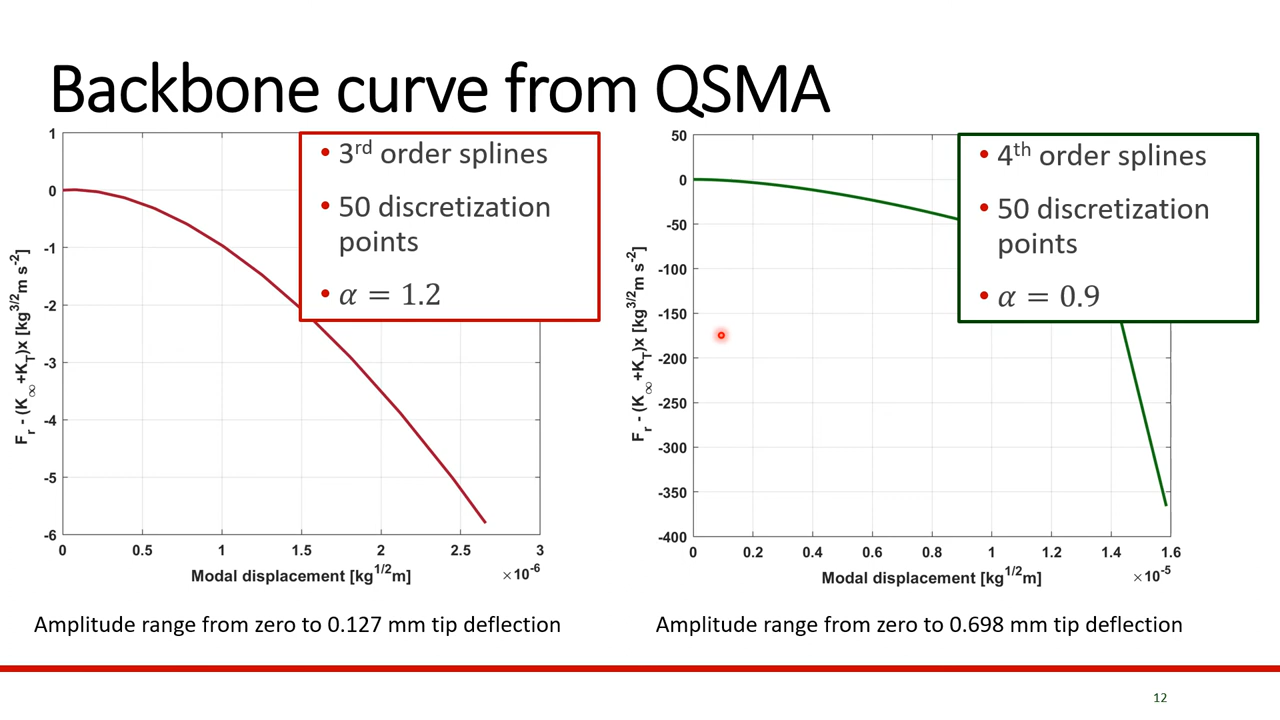 Backbone curve from QSMA
1
0
-1
-2
-3
-4
-5
-6
F_r - (K_∞ +K_T)x [kg^3/2 m s^-2]
• 3rd order splines
• 50 discretization
points
• α = 1.2
0 0.5 1 1.5 2 2.5 3
Modal displacement [kg^1/2 m]
×10^-6
Amplitude range from zero to 0.127 mm tip deflection
50
0
-50
-100
-150
-200
-250
-300
-350
-400
F_r - (K_∞ +K_T)x [kg^3/2 m s^-2]
• 4th order splines
• 50 discretization
points
• α = 0.9
0 0.2 0.4 0.6 0.8 1 1.2 1.4 1.6
Modal displacement [kg^1/2 m]
×10^-5
Amplitude range from zero to 0.698 mm tip deflection
12